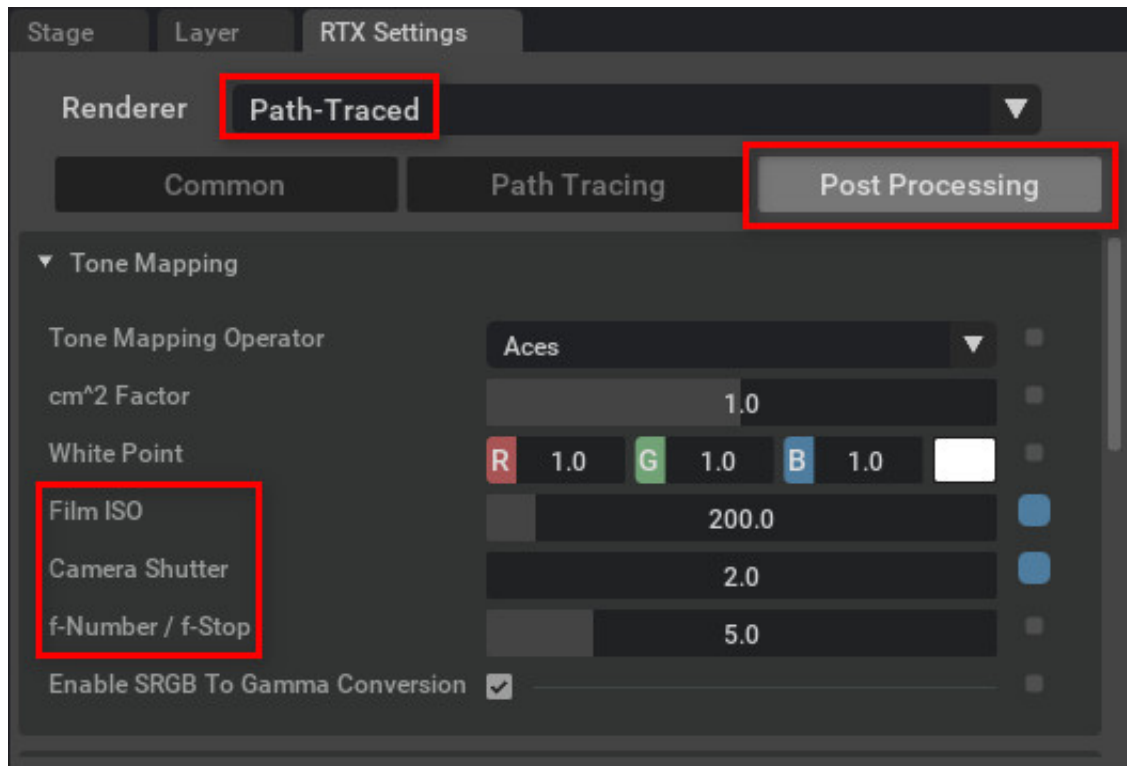 Stage Layer RTX Settings
Renderer Path-Traced
Common Path Tracing Post Processing
Tone Mapping
Tone Mapping Operator Aces
cm^2 Factor 1.0
White Point R 1.0 G 1.0 B 1.0
Film ISO 200.0
Camera Shutter 2.0
f-Number / f-Stop 5.0
Enable SRGB To Gamma Conversion